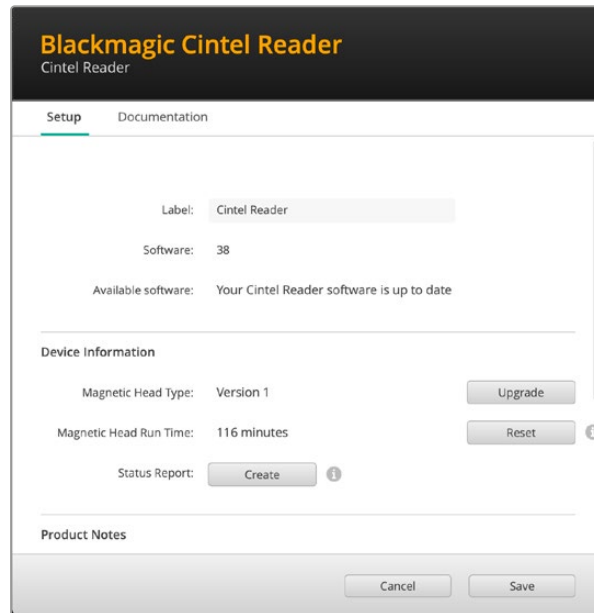 Blackmagic Cintel Reader
Cintel Reader
Setup Documentation
Label: Cintel Reader
Software: 38
Available software: Your Cintel Reader software is up to date
Device Information
Magnetic Head Type: Version 1 Upgrade
Magnetic Head Run Time: 116 minutes Reset
Status Report: Create
Product Notes
Cancel Save